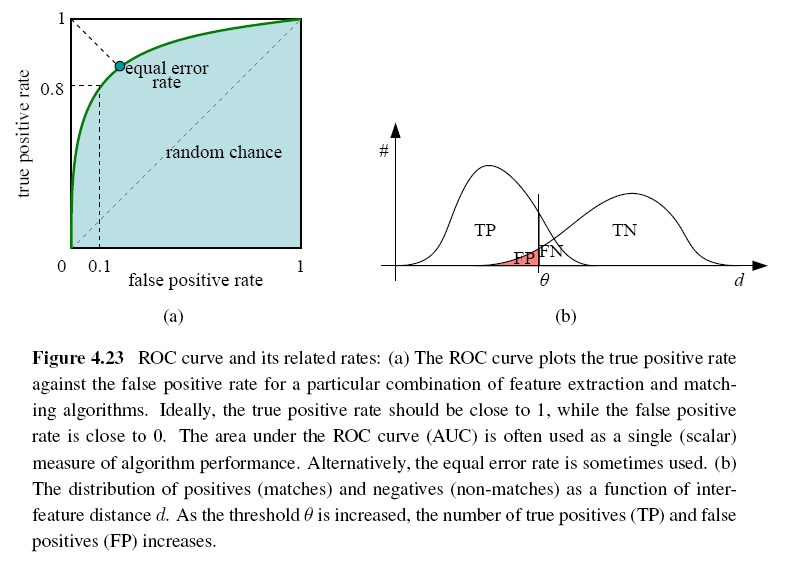 1
equal error
rate
0.8
true positive rate
random chance
0
0.1
1
false positive rate
(a)
#
TP
TN
FP
FN
θ
d
(b)
Figure 4.23 ROC curve and its related rates: (a) The ROC curve plots the true positive rate
against the false positive rate for a particular combination of feature extraction and match-
ing algorithms. Ideally, the true positive rate should be close to 1, while the false positive
rate is close to 0. The area under the ROC curve (AUC) is often used as a single (scalar)
measure of algorithm performance. Alternatively, the equal error rate is sometimes used. (b)
The distribution of positives (matches) and negatives (non-matches) as a function of inter-
feature distance d. As the threshold θ is increased, the number of true positives (TP) and false
positives (FP) increases.